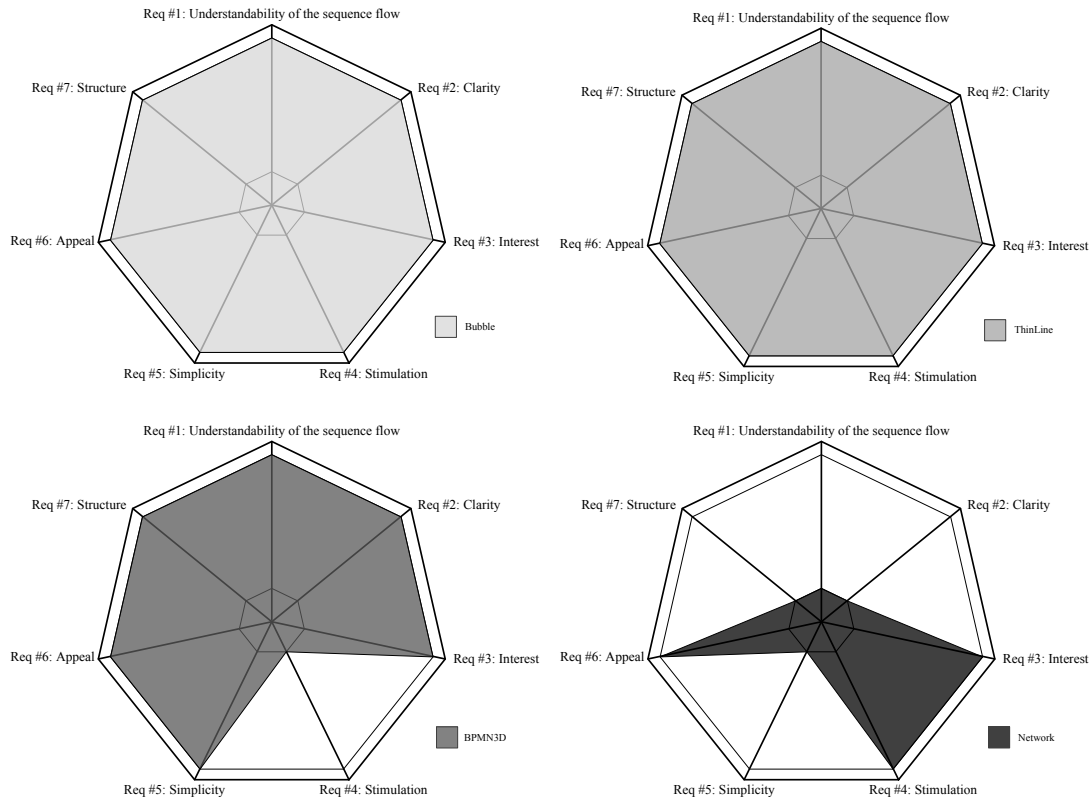 Req #1: Understandability of the sequence flow
Req #7: Structure
Req #2: Clarity
Req #6: Appeal
Req #3: Interest
Bubble
Req #5: Simplicity
Req #4: Stimulation
Req #1: Understandability of the sequence flow
Req #7: Structure
Req #2: Clarity
Req #6: Appeal
Req #3: Interest
ThinLine
Req #5: Simplicity
Req #4: Stimulation
Req #1: Understandability of the sequence flow
Req #7: Structure
Req #2: Clarity
Req #6: Appeal
Req #3: Interest
BPMN3D
Req #5: Simplicity
Req #4: Stimulation
Req #1: Understandability of the sequence flow
Req #7: Structure
Req #2: Clarity
Req #6: Appeal
Req #3: Interest
Network
Req #5: Simplicity
Req #4: Stimulation